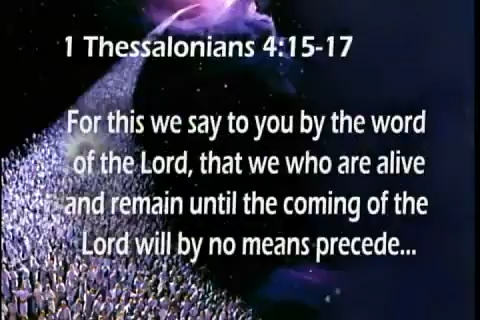 1 Thessalonians 4:15-17
For this we say to you by the word
of the Lord, that we who are alive
and remain until the coming of the
Lord will by no means precede...